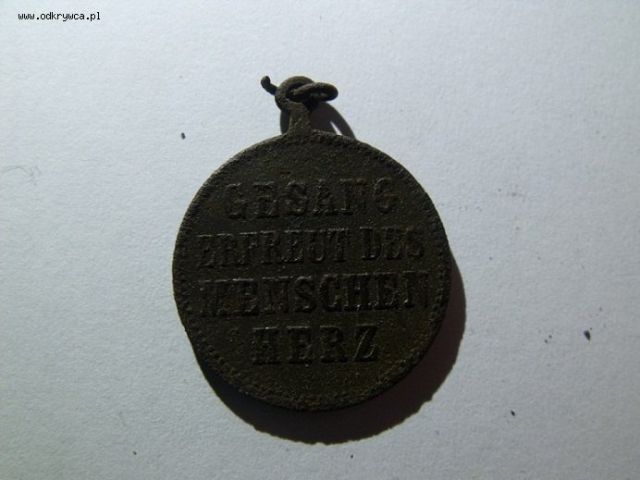 www.odkrywca.pl
GESANG
ERFREUT DES
MENSCHEN
HERZ